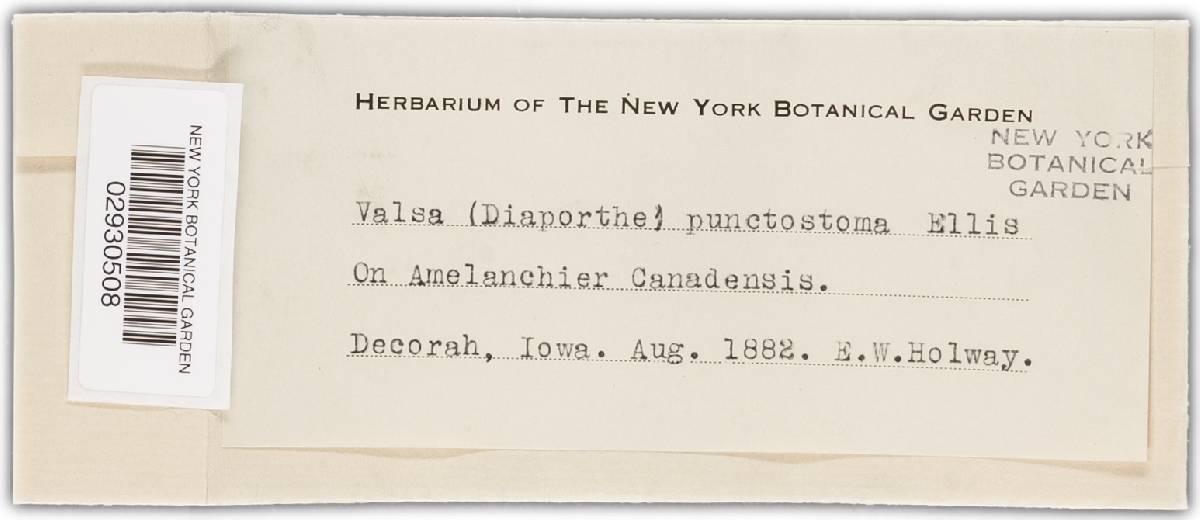 HERBARIUM OF THE NEW YORK BOTANICAL GARDEN
NEW YORK
BOTANICAL
GARDEN
Valsa (Diaporthe) punctostoma Ellis
On Amelanchier Canadensis.
Decorah, Iowa. Aug. 1882. E.W.Holway.
NEW YORK BOTANICAL GARDEN
02930508